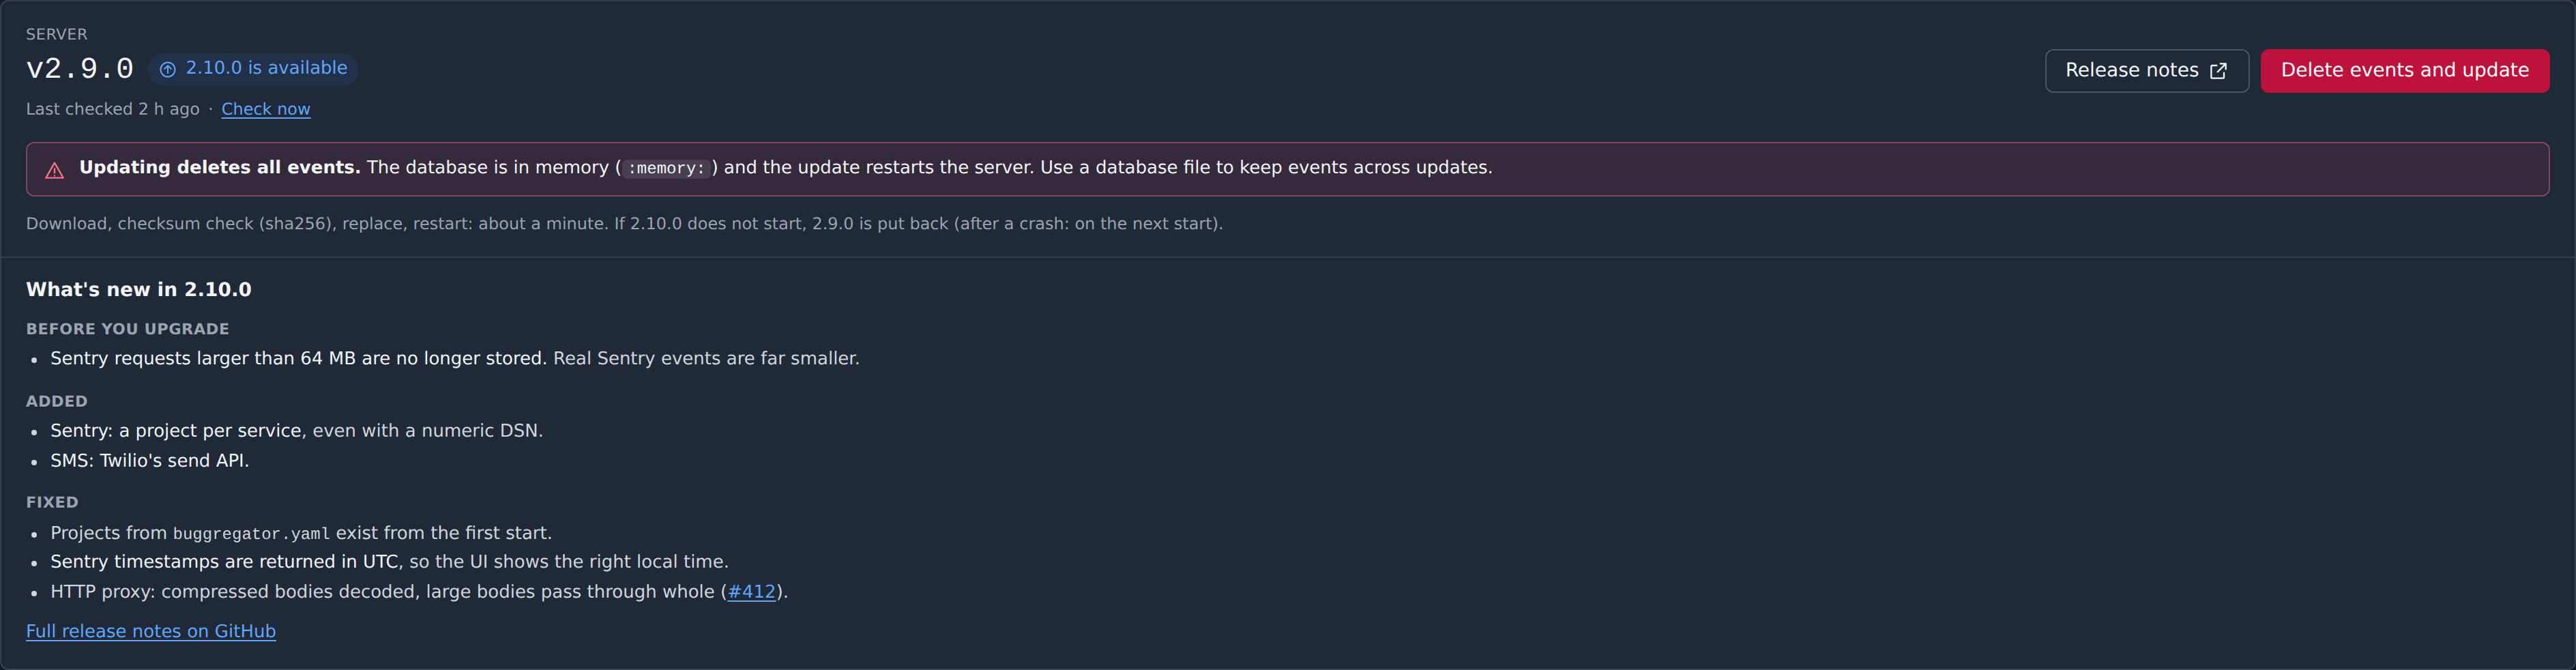 SERVER
v2.9.0 2.10.0 is available
Release notes Delete events and update
Last checked 2 h ago · Check now
Updating deletes all events. The database is in memory (:memory:) and the update restarts the server. Use a database file to keep events across updates.
Download, checksum check (sha256), replace, restart: about a minute. If 2.10.0 does not start, 2.9.0 is put back (after a crash: on the next start).
What's new in 2.10.0
BEFORE YOU UPGRADE
• Sentry requests larger than 64 MB are no longer stored. Real Sentry events are far smaller.
ADDED
• Sentry: a project per service, even with a numeric DSN.
• SMS: Twilio's send API.
FIXED
• Projects from buggregator.yaml exist from the first start.
• Sentry timestamps are returned in UTC, so the UI shows the right local time.
• HTTP proxy: compressed bodies decoded, large bodies pass through whole (#412).
Full release notes on GitHub